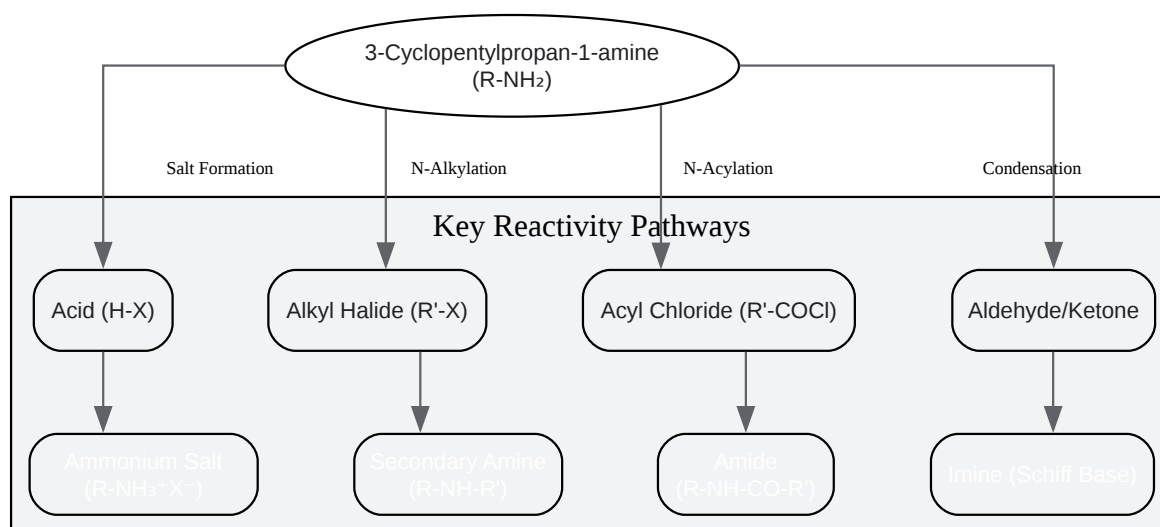 3-Cyclopentylpropan-1-amine
(R-NH₂)
Salt Formation
N-Alkylation
N-Acylation
Condensation
Key Reactivity Pathways
Acid (H-X)
Alkyl Halide (R'-X)
Acyl Chloride (R'-COCl)
Aldehyde/Ketone
Ammonium Salt
(R-NH₃⁺X⁻)
Secondary Amine
(R-NH-R')
Amide
(R-NH-CO-R')
Imine (Schiff Base)